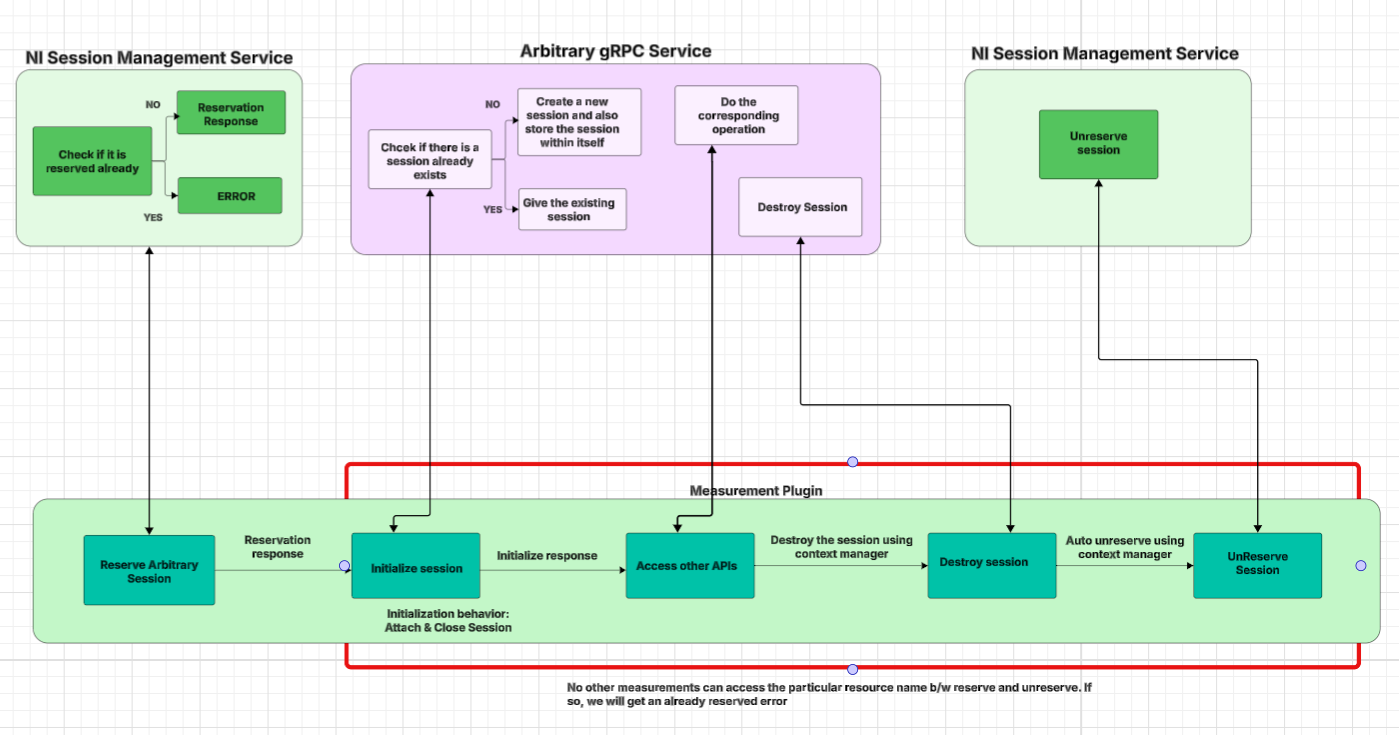 NI Session Management Service
NO
Reservation
Response
Check if it is
reserved already
ERROR
YES
Arbitrary gRPC Service
NO
Create a new
session and also
store the session
within itself
Chcek if there is a
session already
exists
YES
Give the existing
session
Do the
corresponding
operation
Destroy Session
NI Session Management Service
Unreserve
session
Measurement Plugin
Reserve Arbitrary
Session
Reservation
response
Initialize session
Initialization behavior:
Attach & Close Session
Initialize response
Access other APIs
Destroy the session using
context manager
Destroy session
Auto unreserve using
context manager
UnReserve
Session
No other measurements can access the particular resource name b/w reserve and unreserve. If
so, we will get an already reserved error